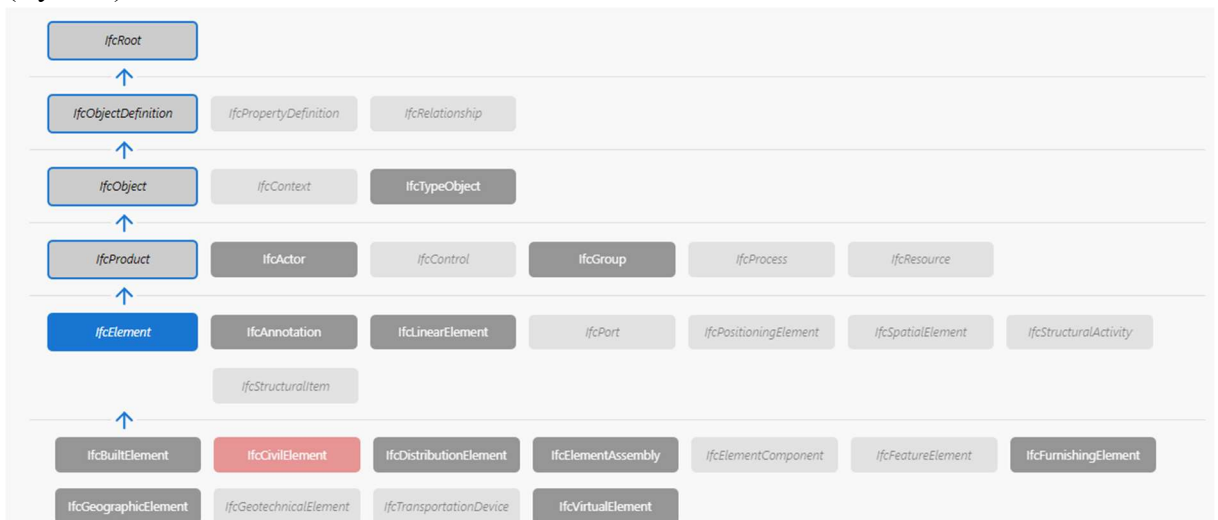 IfcRoot
IfcObjectDefinition IfcPropertyDefinition IfcRelationship
IfcObject IfcContext IfcTypeObject
IfcProduct IfcActor IfcControl IfcGroup IfcProcess IfcResource
IfcElement IfcAnnotation IfcLinearElement IfcPort IfcPositioningElement IfcSpatialElement IfcStructuralActivity
IfcStructuralItem
IfcBuiltElement IfcCivilElement IfcDistributionElement IfcElementAssembly IfcElementComponent IfcFeatureElement IfcFurnishingElement
IfcGeographicElement IfcGeotechnicalElement IfcTransportationDevice IfcVirtualElement